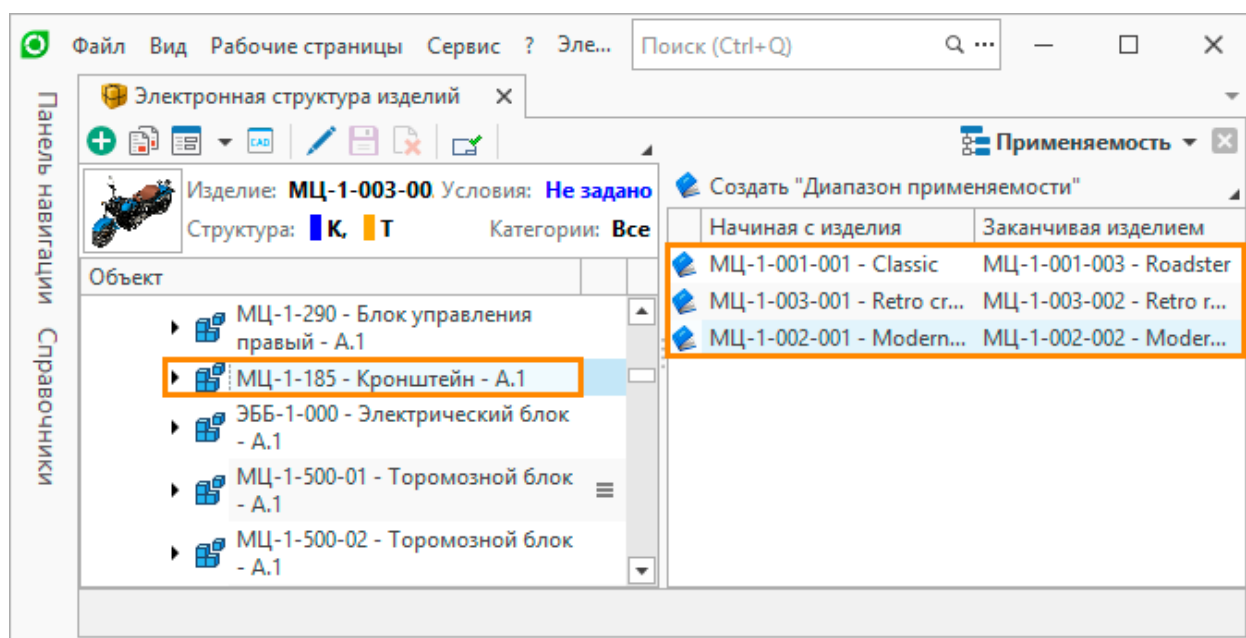 Файл Вид Рабочие страницы Сервис ? Эле... Поиск (Ctrl+Q)
Панель навигации
Справочники
Электронная структура изделий
CAD
Применяемость
Изделие: МЦ-1-003-00. Условия: Не задано
Структура: К, Т Категории: Все
Объект
МЦ-1-290 - Блок управления
правый - А.1
МЦ-1-185 - Кронштейн - А.1
ЭББ-1-000 - Электрический блок
- А.1
МЦ-1-500-01 - Торомозной блок
- А.1
МЦ-1-500-02 - Торомозной блок
- А.1
Создать "Диапазон применяемости"
Начиная с изделия Заканчивая изделием
МЦ-1-001-001 - Classic МЦ-1-001-003 - Roadster
МЦ-1-003-001 - Retro cr... МЦ-1-003-002 - Retro r...
МЦ-1-002-001 - Modern... МЦ-1-002-002 - Moder...